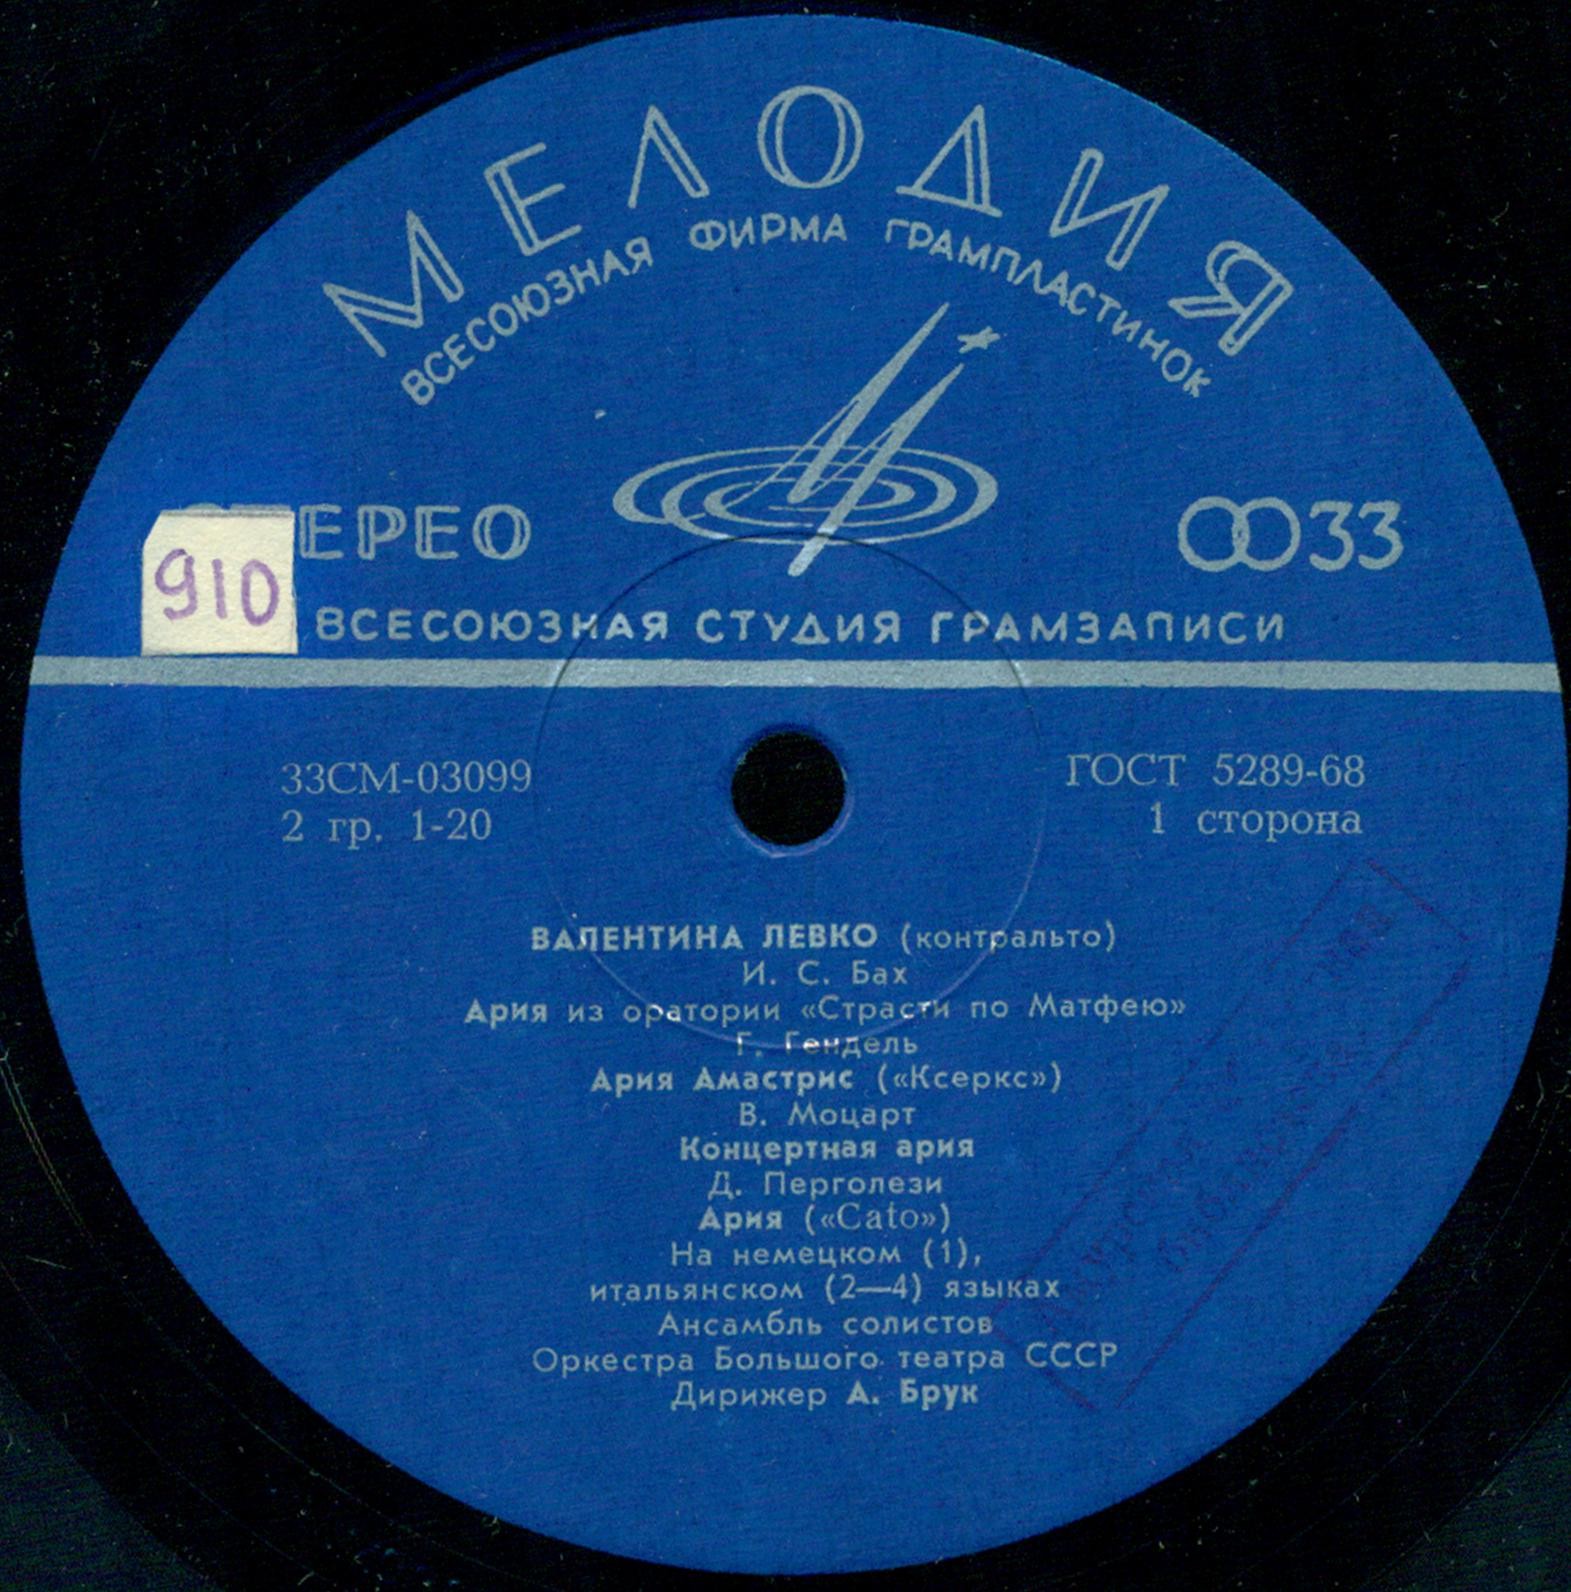 МЕЛОДИЯ
ВСЕСОЮЗНАЯ ФИРМА ГРАМПЛАСТИНОК
ЕРЕО
33
910
ВСЕСОЮЗНАЯ СТУДИЯ ГРАМЗАПИСИ
33СМ-03099
ГОСТ 5289-68
2 гр. 1-20
1 сторона
ВАЛЕНТИНА ЛЕВКО (контральто)
И. С. Бах
Ария из оратории «Страсти по Матфею»
Г. Гендель
Ария Амастрис («Ксеркс»)
В. Моцарт
Концертная ария
Д. Перголези
Ария («Cato»)
На немецком (1),
итальянском (2—4) языках
Ансамбль солистов
Оркестра Большого театра СССР
Дирижер А. Брук